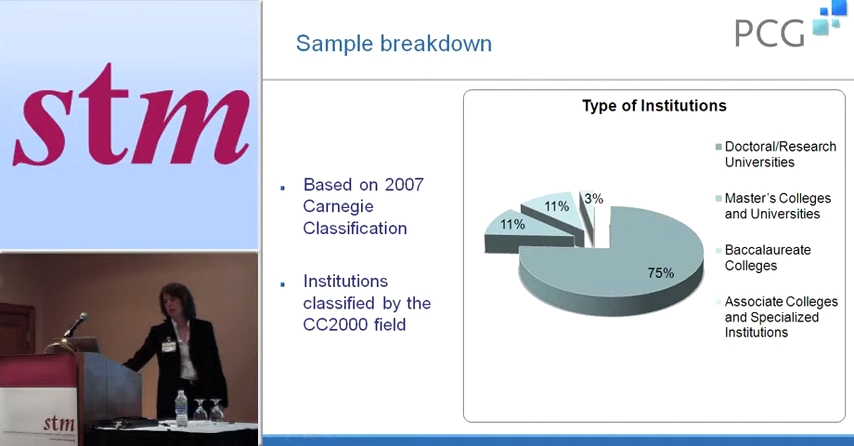 stm
stm
Sample breakdown
PCG
Based on 2007
Carnegie
Classification
Institutions
classified by the
CC2000 field
Type of Institutions
75%
11%
11%
3%
Doctoral/Research
Universities
Master's Colleges
and Universities
Baccalaureate
Colleges
Associate Colleges
and Specialized
Institutions